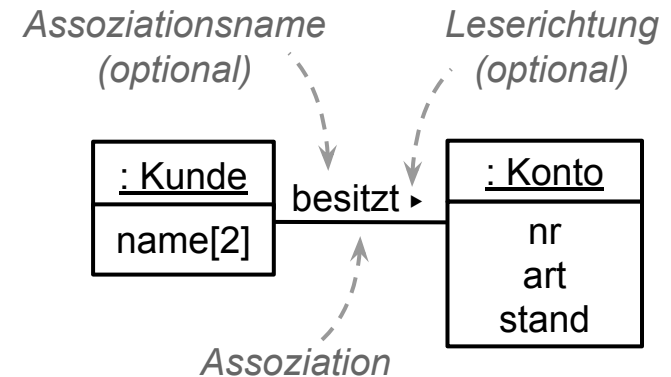 Assoziationsname
(optional)
Leserichtung
(optional)
: Kunde
name[2]
besitzt ▸
: Konto
nr
art
stand
Assoziation